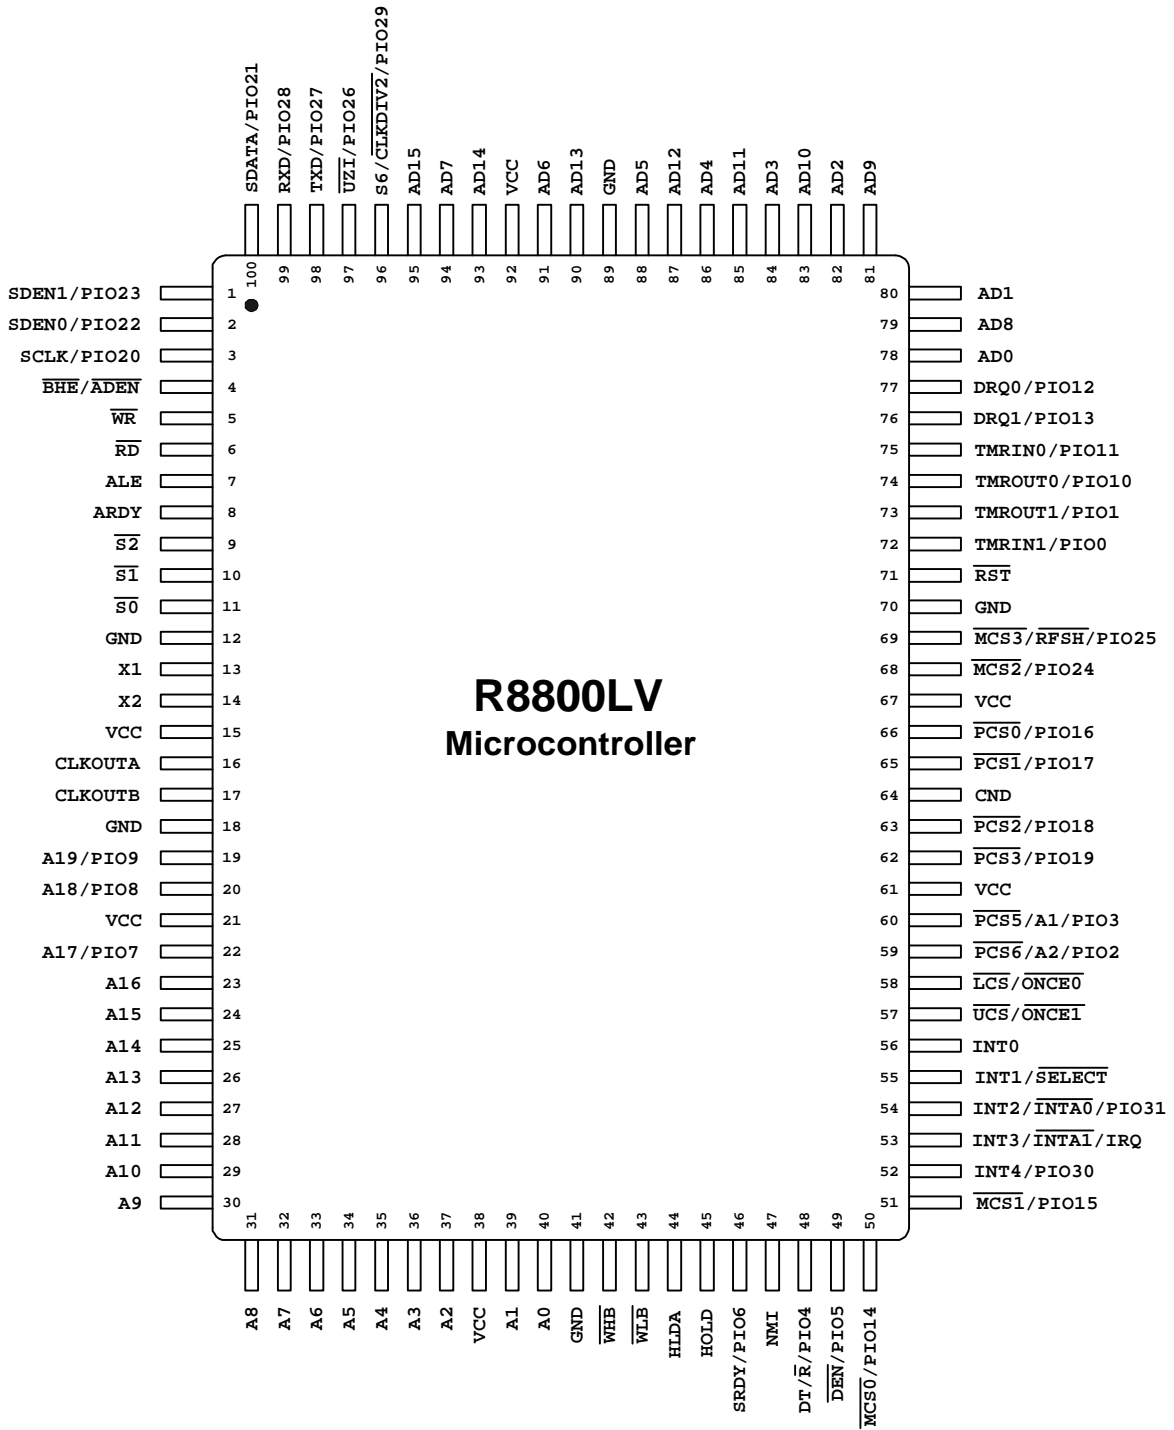 SDATA/PIO21
RXD/PIO28
TXD/PIO27
UZI/PIO26
S6/CLKDIV2/PIO29
AD15
AD7
AD14
VCC
AD6
AD13
GND
AD5
AD12
AD4
AD11
AD3
AD10
AD2
AD9
100
99
98
97
96
95
94
93
92
91
90
89
88
87
86
85
84
83
82
81
SDEN1/PIO23 1
SDEN0/PIO22 2
SCLK/PIO20 3
BHE/ADEN 4
WR 5
RD 6
ALE 7
ARDY 8
S2 9
S1 10
S0 11
GND 12
X1 13
X2 14
VCC 15
CLKOUTA 16
CLKOUTB 17
GND 18
A19/PIO9 19
A18/PIO8 20
VCC 21
A17/PIO7 22
A16 23
A15 24
A14 25
A13 26
A12 27
A11 28
A10 29
A9 30
R8800LV
Microcontroller
80 AD1
79 AD8
78 AD0
77 DRQ0/PIO12
76 DRQ1/PIO13
75 TMRIN0/PIO11
74 TMROUT0/PIO10
73 TMROUT1/PIO1
72 TMRIN1/PIO0
71 RST
70 GND
69 MCS3/RFSH/PIO25
68 MCS2/PIO24
67 VCC
66 PCS0/PIO16
65 PCS1/PIO17
64 CND
63 PCS2/PIO18
62 PCS3/PIO19
61 VCC
60 PCS5/A1/PIO3
59 PCS6/A2/PIO2
58 LCS/ONCE0
57 UCS/ONCE1
56 INT0
55 INT1/SELECT
54 INT2/INTA0/PIO31
53 INT3/INTA1/IRQ
52 INT4/PIO30
51 MCS1/PIO15
31
32
33
34
35
36
37
38
39
40
41
42
43
44
45
46
47
48
49
50
A8
A7
A6
A5
A4
A3
A2
VCC
A1
A0
GND
WHB
WLB
HLDA
HOLD
SRDY/PIO6
NMI
DT/R/PIO4
DEN/PIO5
MCS0/PIO14